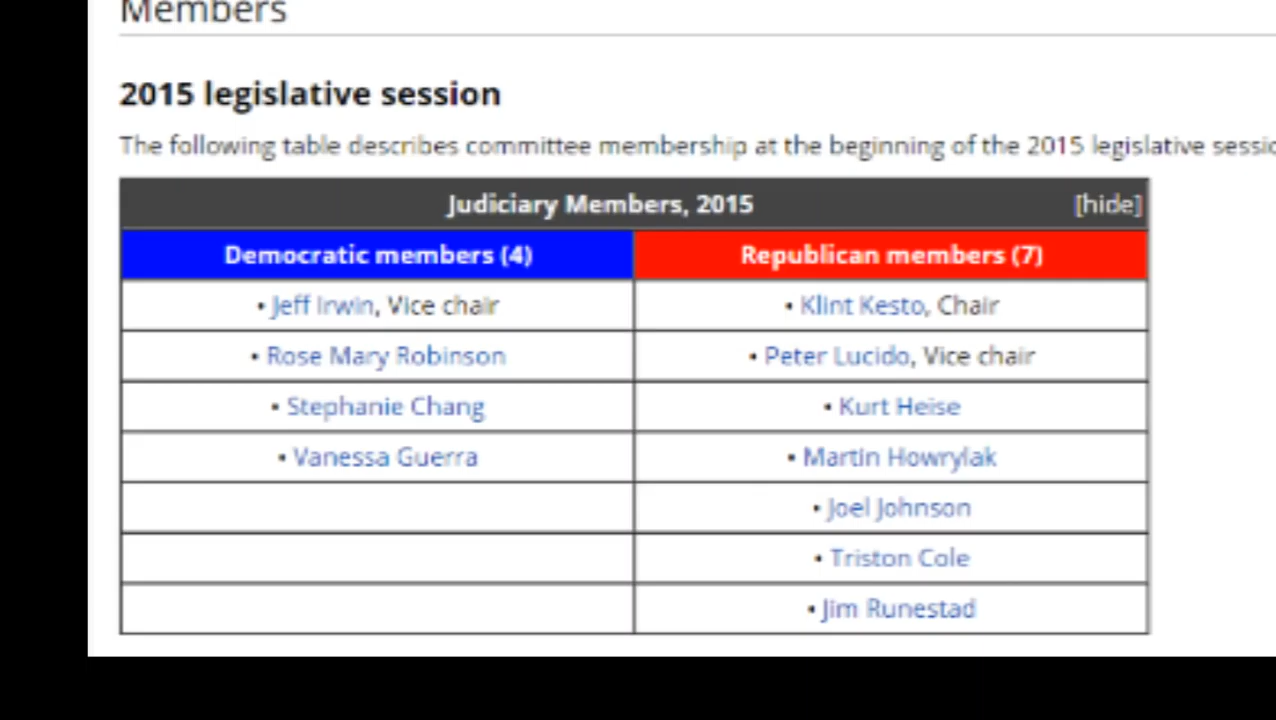 Members
2015 legislative session
The following table describes committee membership at the beginning of the 2015 legislative sessio
Judiciary Members, 2015 [hide]
Democratic members (4) Republican members (7)
• Jeff Irwin, Vice chair • Klint Kesto, Chair
• Rose Mary Robinson • Peter Lucido, Vice chair
• Stephanie Chang • Kurt Heise
• Vanessa Guerra • Martin Howrylak
• Joel Johnson
• Triston Cole
• Jim Runestad